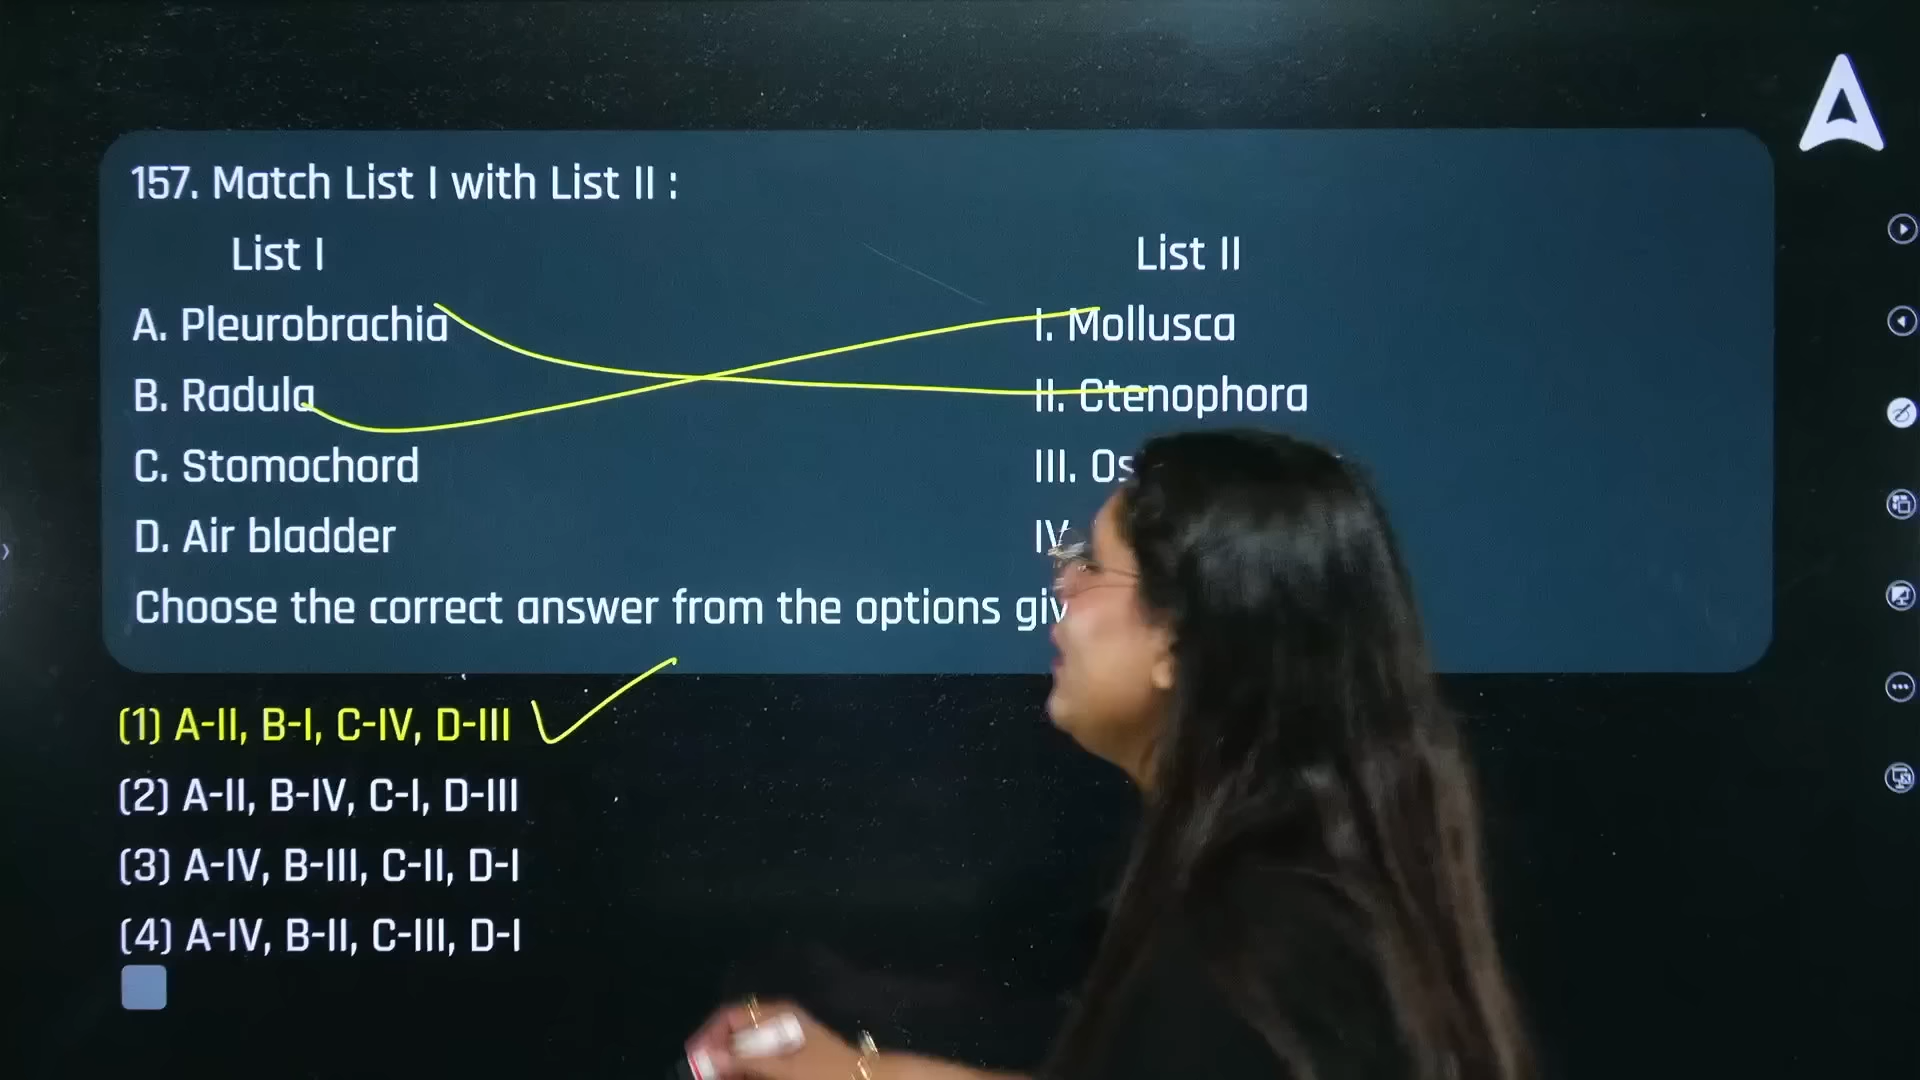 157. Match List I with List II :
List I
List II
A. Pleurobrachia
I. Mollusca
B. Radula
II. Ctenophora
C. Stomochord
III.
D. Air bladder
IV
Choose the correct answer from the options
(1) A-II, B-I, C-IV, D-III
(2) A-II, B-IV, C-I, D-III
(3) A-IV, B-III, C-II, D-I
(4) A-IV, B-II, C-III, D-I